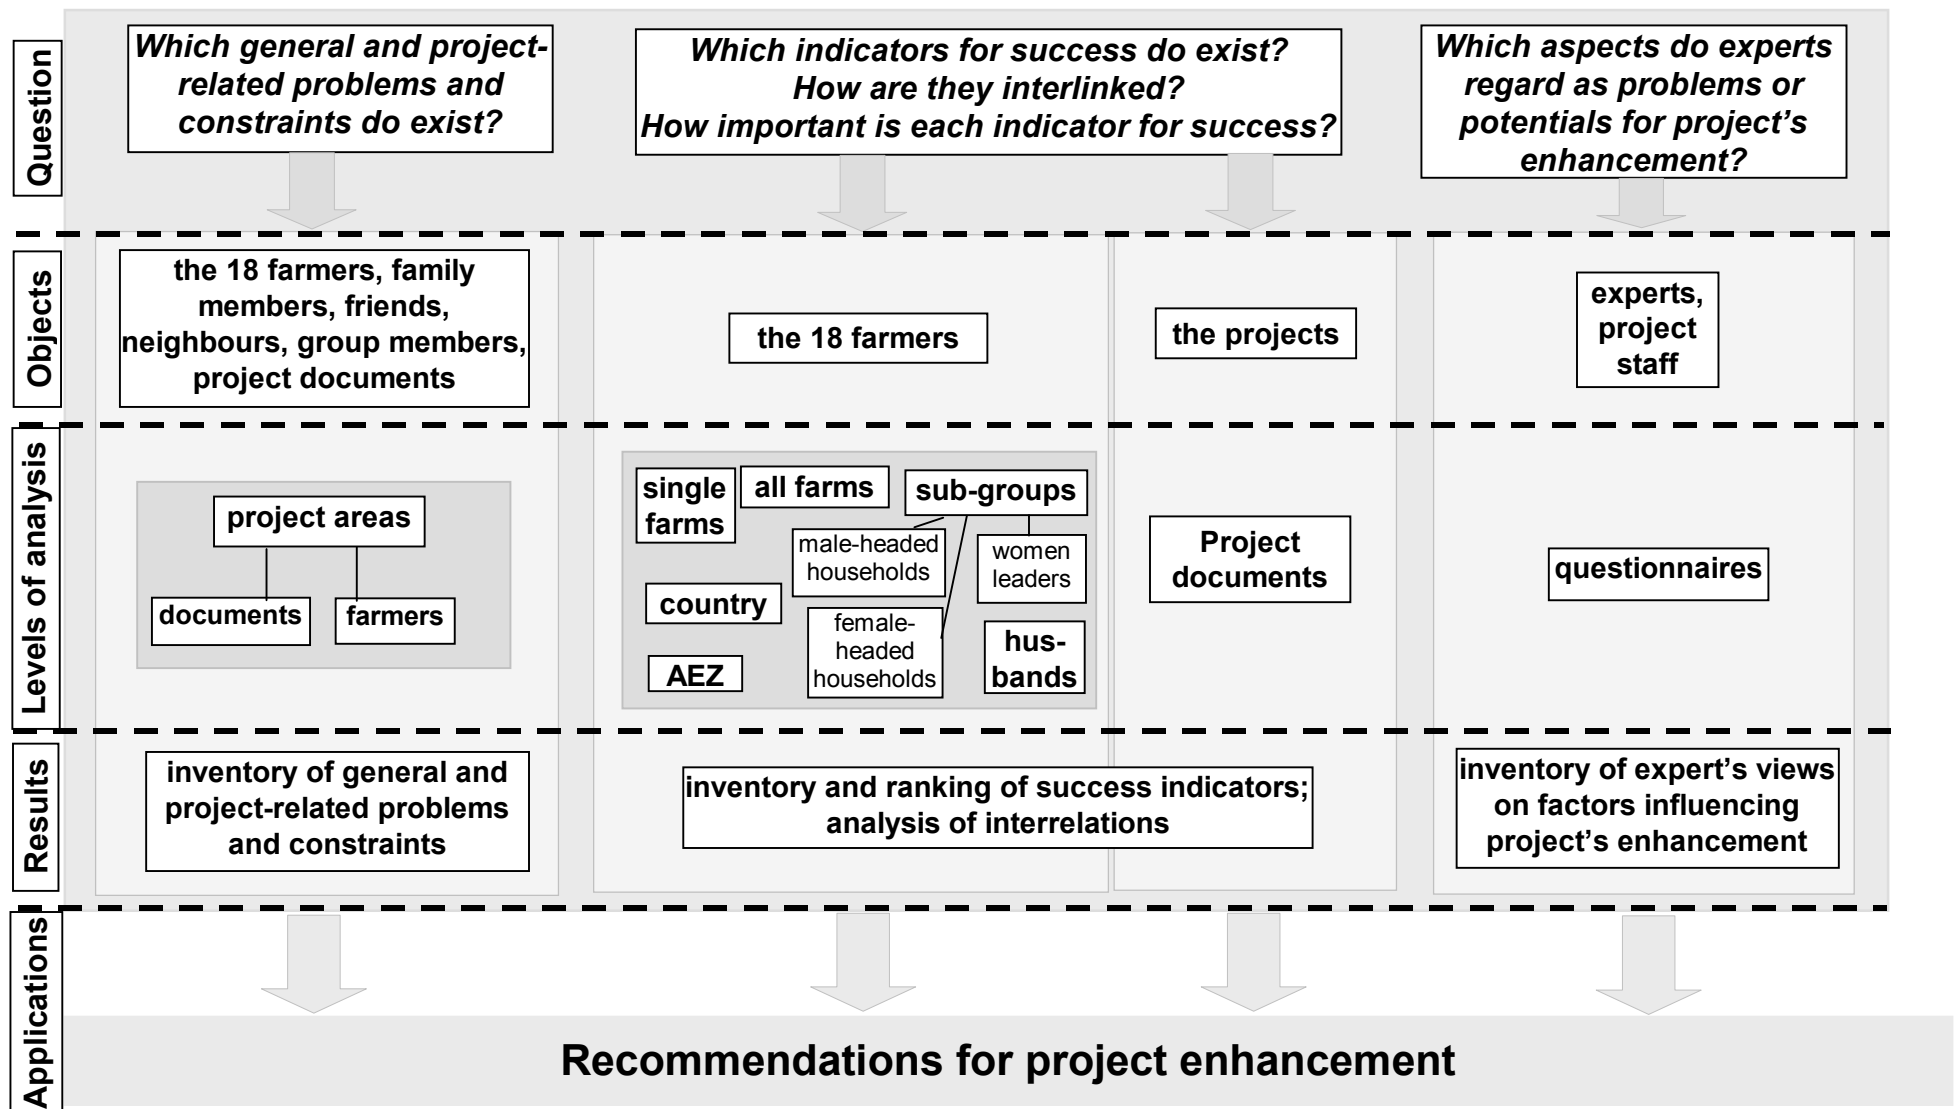 Question
Which general and project-
related problems and
constraints do exist?
Which indicators for success do exist?
How are they interlinked?
How important is each indicator for success?
Which aspects do experts
regard as problems or
potentials for project's
enhancement?
Objects
the 18 farmers, family
members, friends,
neighbours, group members,
project documents
the 18 farmers
the projects
experts,
project
staff
Levels of analysis
project areas
documents
farmers
single
farms
all farms
sub-groups
male-headed
households
women
leaders
country
female-
headed
households
hus-
bands
AEZ
Project
documents
questionnaires
Results
inventory of general and
project-related problems
and constraints
inventory and ranking of success indicators;
analysis of interrelations
inventory of expert's views
on factors influencing
project's enhancement
Applications
Recommendations for project enhancement